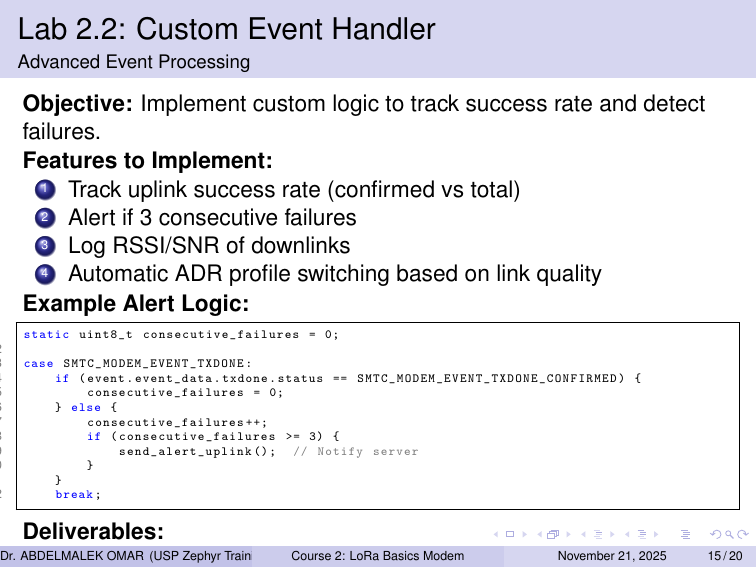 Lab 2.2: Custom Event Handler
Advanced Event Processing
Objective: Implement custom logic to track success rate and detect
failures.
Features to Implement:
1 Track uplink success rate (confirmed vs total)
2 Alert if 3 consecutive failures
3 Log RSSI/SNR of downlinks
4 Automatic ADR profile switching based on link quality
Example Alert Logic:
static uint8_t consecutive_failures = 0;
case SMTC_MODEM_EVENT_TXDONE:
    if (event.event_data.txdone.status == SMTC_MODEM_EVENT_TXDONE_CONFIRMED) {
        consecutive_failures = 0;
    } else {
        consecutive_failures++;
        if (consecutive_failures >= 3) {
            send_alert_uplink();  // Notify server
        }
    }
    break;
Deliverables:
Dr. ABDELMALEK OMAR (USP Zephyr Train Course 2: LoRa Basics Modem November 21, 2025 15/20